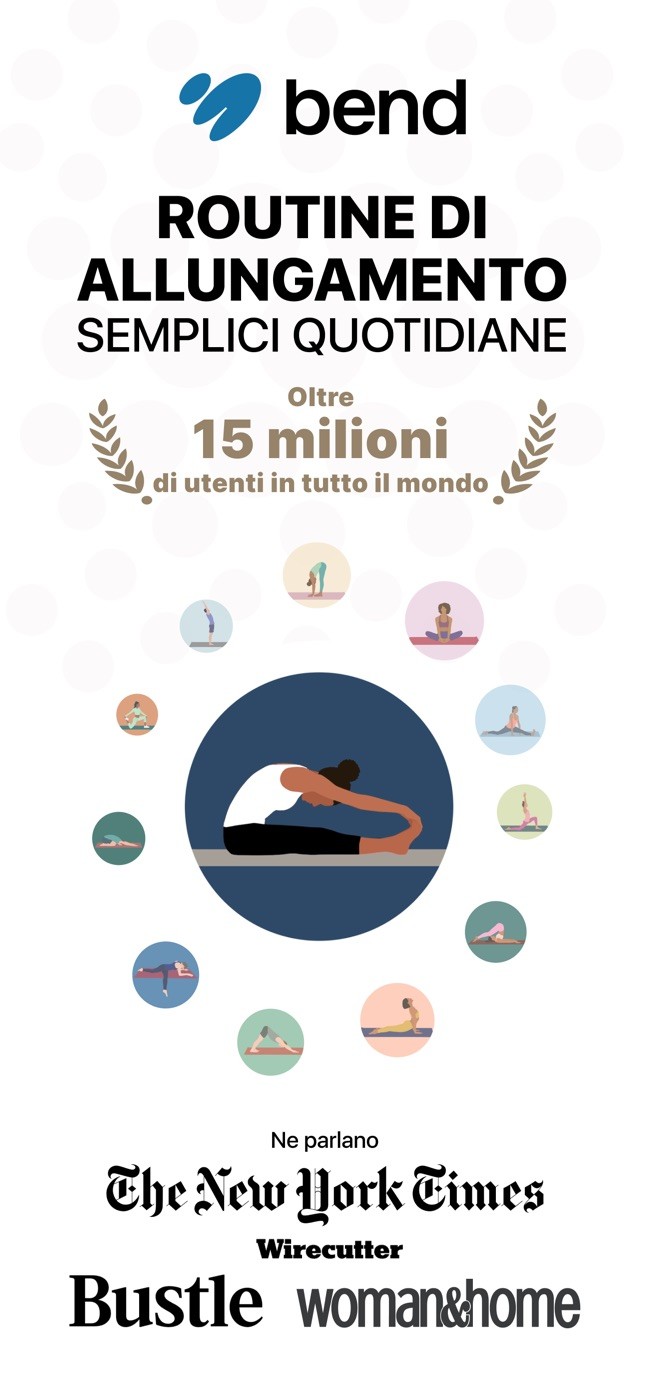 bend
ROUTINE DI
ALLUNGAMENTO
SEMPLICI QUOTIDIANE
Oltre
15 milioni
di utenti in tutto il mondo
Ne parlano
The New York Times
Wirecutter
Bustle woman&home